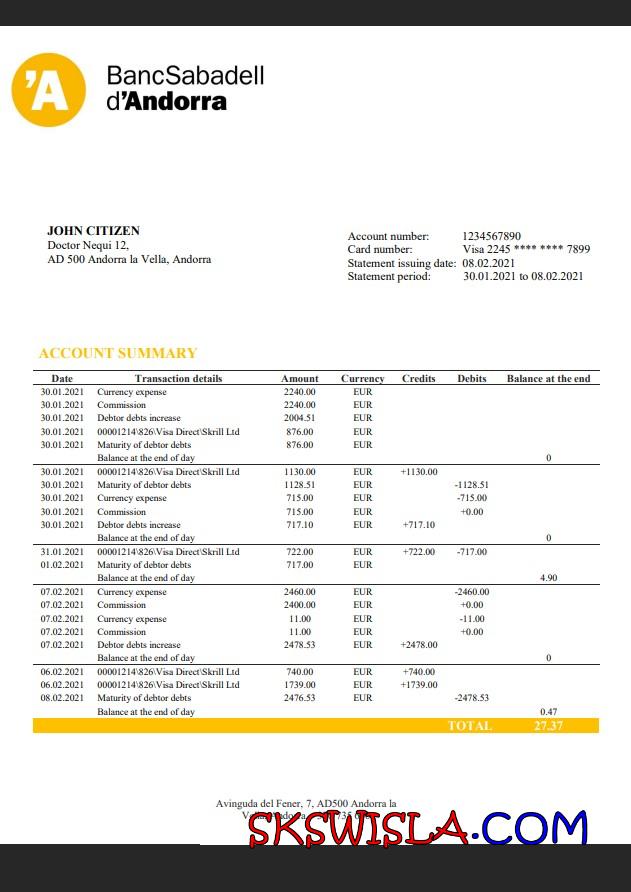 'A
BancSabadell
d'Andorra
JOHN CITIZEN
Doctor Nequi 12,
AD 500 Andorra la Vella, Andorra
Account number: 1234567890
Card number: Visa 2245 **** **** 7899
Statement issuing date: 08.02.2021
Statement period: 30.01.2021 to 08.02.2021
ACCOUNT SUMMARY
Date Transaction details Amount Currency Credits Debits Balance at the end
30.01.2021 Currency expense 2240.00 EUR
30.01.2021 Commission 2240.00 EUR
30.01.2021 Debtor debts increase 2004.51 EUR
30.01.2021 00001214\826\Visa Direct\Skrill Ltd 876.00 EUR
30.01.2021 Maturity of debtor debts 876.00 EUR
Balance at the end of day 0
30.01.2021 00001214\826\Visa Direct\Skrill Ltd 1130.00 EUR +1130.00
30.01.2021 Maturity of debtor debts 1128.51 EUR -1128.51
30.01.2021 Currency expense 715.00 EUR -715.00
30.01.2021 Commission 715.00 EUR +0.00
30.01.2021 Debtor debts increase 717.10 EUR +717.10
Balance at the end of day 0
31.01.2021 00001214\826\Visa Direct\Skrill Ltd 722.00 EUR +722.00 -717.00
01.02.2021 Maturity of debtor debts 717.00 EUR
Balance at the end of day 4.90
07.02.2021 Currency expense 2460.00 EUR -2460.00
07.02.2021 Commission 2400.00 EUR +0.00
07.02.2021 Currency expense 11.00 EUR -11.00
07.02.2021 Commission 11.00 EUR +0.00
07.02.2021 Debtor debts increase 2478.53 EUR +2478.00
Balance at the end of day 0
06.02.2021 00001214\826\Visa Direct\Skrill Ltd 740.00 EUR +740.00
06.02.2021 00001214\826\Visa Direct\Skrill Ltd 1739.00 EUR +1739.00
08.02.2021 Maturity of debtor debts 2476.53 EUR -2478.53
Balance at the end of day 0.47
TOTAL 27.37
Avinguda del Fener, 7, AD500 Andorra la
SKSWISLA.COM